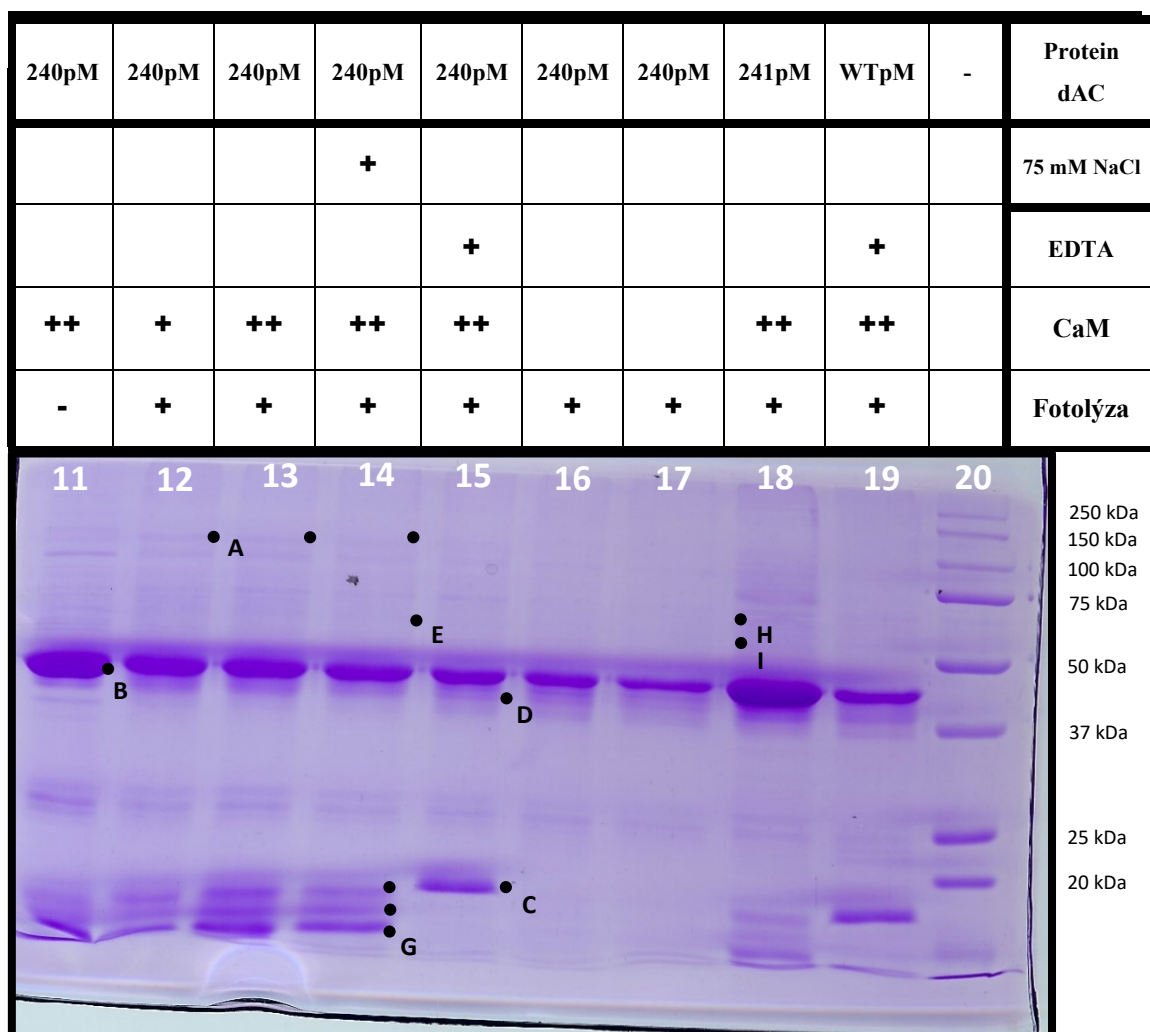 240pM 240pM 240pM 240pM 240pM 240pM 240pM 241pM WTpM - Protein dAC
+ 75 mM NaCl
+ + EDTA
++ + ++ ++ ++ ++ ++ CaM
- + + + + + + + + Fotolýza
11 12 13 14 15 16 17 18 19 20
250 kDa
A 150 kDa
100 kDa
75 kDa
E H
I
50 kDa
B
D
37 kDa
25 kDa
20 kDa
C
G